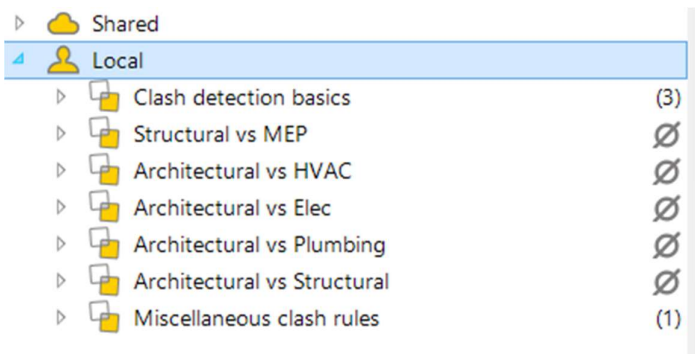 Shared
Local
Clash detection basics (3)
Structural vs MEP Ø
Architectural vs HVAC Ø
Architectural vs Elec Ø
Architectural vs Plumbing Ø
Architectural vs Structural Ø
Miscellaneous clash rules (1)